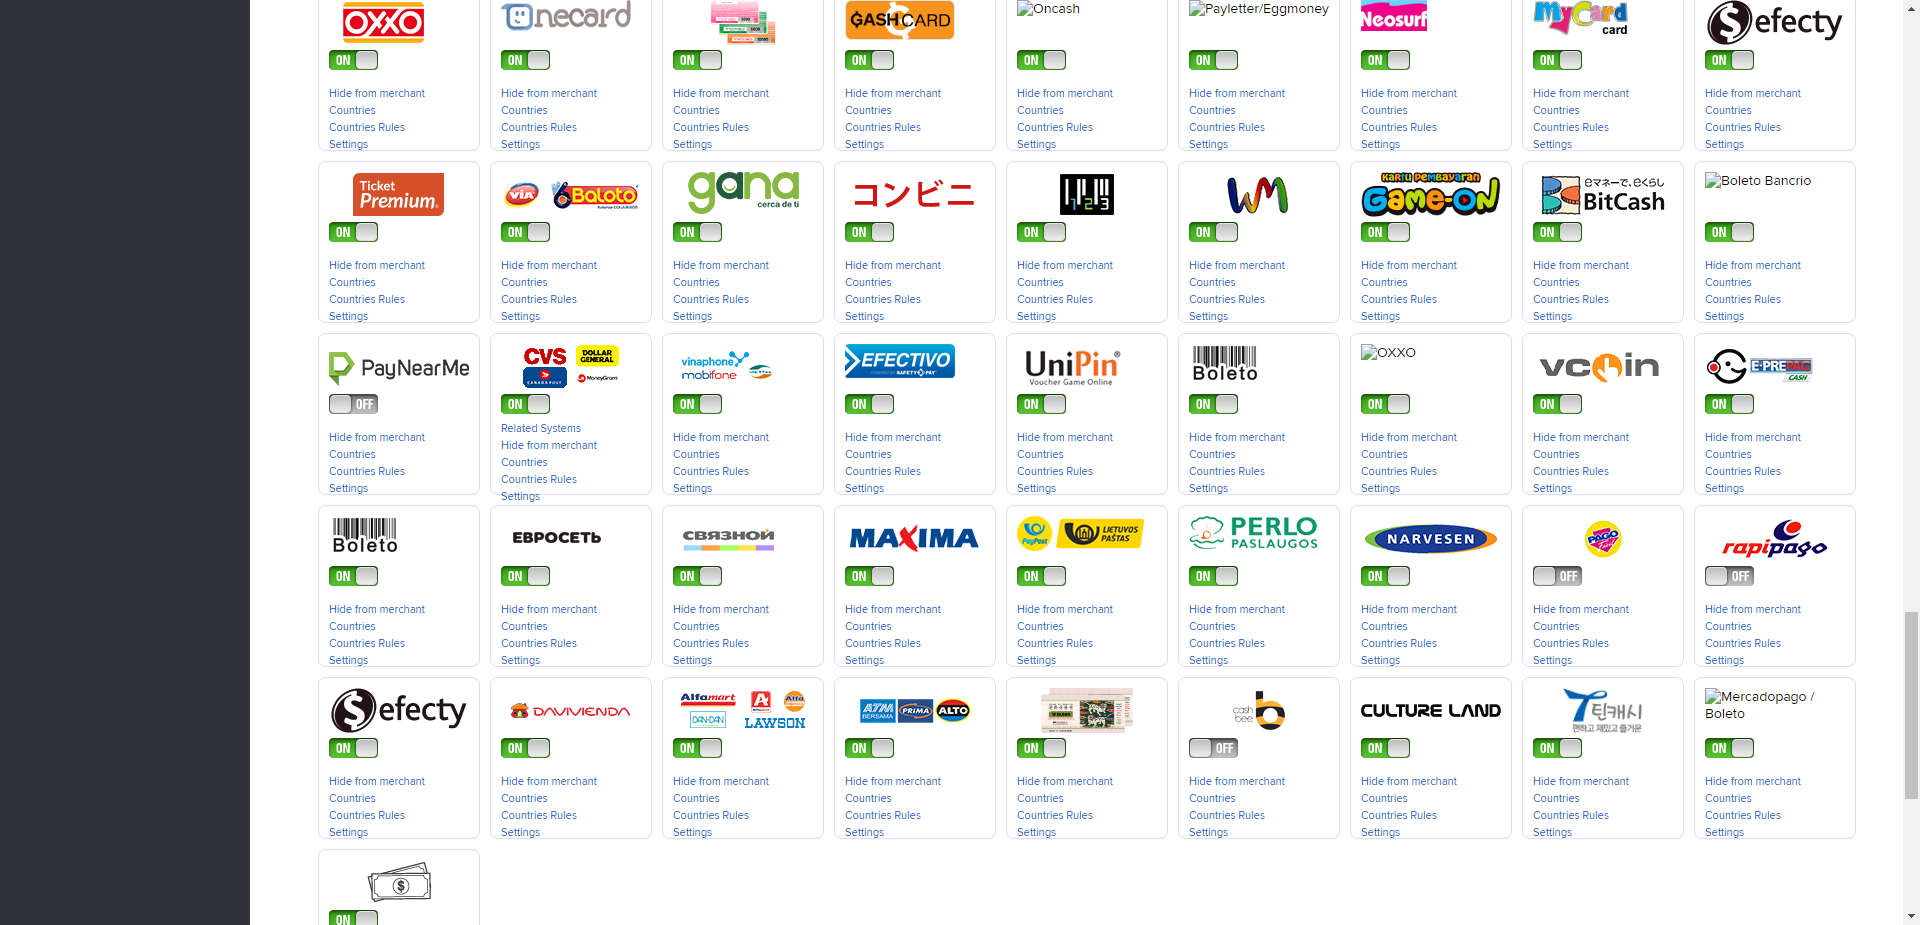 OXXO
Onecard
GASHCARD
Oncash
Payletter/Eggmoney
Neosurf
MyCard
card
efecty
ON ON ON ON ON ON ON ON ON
Hide from merchant Hide from merchant Hide from merchant Hide from merchant Hide from merchant Hide from merchant Hide from merchant Hide from merchant Hide from merchant
Countries Countries Countries Countries Countries Countries Countries Countries Countries
Countries Rules Countries Rules Countries Rules Countries Rules Countries Rules Countries Rules Countries Rules Countries Rules Countries Rules
Settings Settings Settings Settings Settings Settings Settings Settings Settings
Ticket
Premium
VIA Baloto
gana
cerca de ti
コンビニ
123
KARTU PEMBAYARAN
GAME-ON
eマネーで、eくらし
BitCash
Boleto Bancrio
ON ON ON ON ON ON ON ON ON
Hide from merchant Hide from merchant Hide from merchant Hide from merchant Hide from merchant Hide from merchant Hide from merchant Hide from merchant Hide from merchant
Countries Countries Countries Countries Countries Countries Countries Countries Countries
Countries Rules Countries Rules Countries Rules Countries Rules Countries Rules Countries Rules Countries Rules Countries Rules Countries Rules
Settings Settings Settings Settings Settings Settings Settings Settings Settings
PayNearMe
CVS DOLLAR GENERAL
CANADA POST MoneyGram
vinaphone
mobifone VIETTEL
EFECTIVO
POWERED BY SAFETYPAY
UniPin
Voucher Game Online
Boleto
OXXO
vcoin
E-PREPAG
CASH
OFF ON ON ON ON ON ON ON ON
Related Systems
Hide from merchant Hide from merchant Hide from merchant Hide from merchant Hide from merchant Hide from merchant Hide from merchant Hide from merchant Hide from merchant
Countries Countries Countries Countries Countries Countries Countries Countries Countries
Countries Rules Countries Rules Countries Rules Countries Rules Countries Rules Countries Rules Countries Rules Countries Rules Countries Rules
Settings Settings Settings Settings Settings Settings Settings Settings Settings
Boleto
ЕВРОСЕТЬ
СВЯЗНОЙ
MAXIMA
PayPost LIETUVOS PAŠTAS
PERLO
PASLAUGOS
NARVESEN
PAGO
rapipago
ON ON ON ON ON ON ON OFF OFF
Hide from merchant Hide from merchant Hide from merchant Hide from merchant Hide from merchant Hide from merchant Hide from merchant Hide from merchant Hide from merchant
Countries Countries Countries Countries Countries Countries Countries Countries Countries
Countries Rules Countries Rules Countries Rules Countries Rules Countries Rules Countries Rules Countries Rules Countries Rules Countries Rules
Settings Settings Settings Settings Settings Settings Settings Settings Settings
efecty
DAVIVIENDA
Alfamart Alfa
DAN+DAN LAWSON
ATM BERSAMA PRIMA ALTO
cash
bee
CULTURE LAND
틴캐시
편하고 재밌고 즐거운
Mercadopago /
Boleto
ON ON ON ON ON OFF ON ON ON
Hide from merchant Hide from merchant Hide from merchant Hide from merchant Hide from merchant Hide from merchant Hide from merchant Hide from merchant Hide from merchant
Countries Countries Countries Countries Countries Countries Countries Countries Countries
Countries Rules Countries Rules Countries Rules Countries Rules Countries Rules Countries Rules Countries Rules Countries Rules Countries Rules
Settings Settings Settings Settings Settings Settings Settings Settings Settings
ON